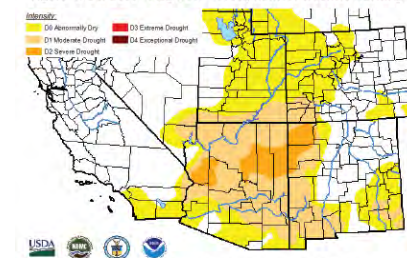 Intensity:
D0 Abnormally Dry D3 Extreme Drought
D1 Moderate Drought D4 Exceptional Drought
D2 Severe Drought
USDA